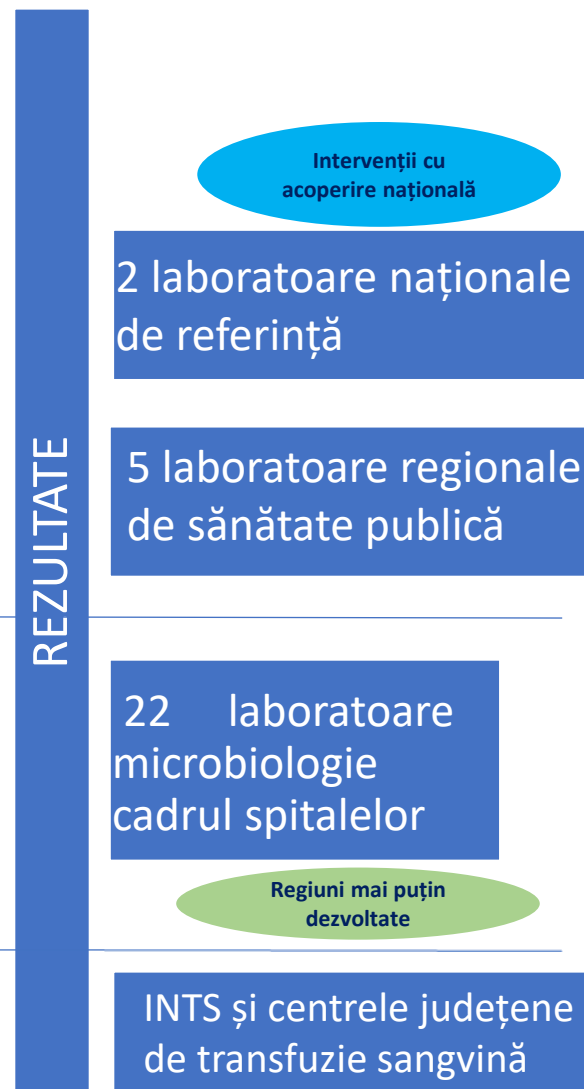 REZULTATE
Intervenții cu
acoperire națională
2 laboratoare naționale
de referință
5 laboratoare regionale
de sănătate publică
22 laboratoare
microbiologie
cadrul spitalelor
Regiuni mai puțin
dezvoltate
INTS și centrele județene
de transfuzie sangvină